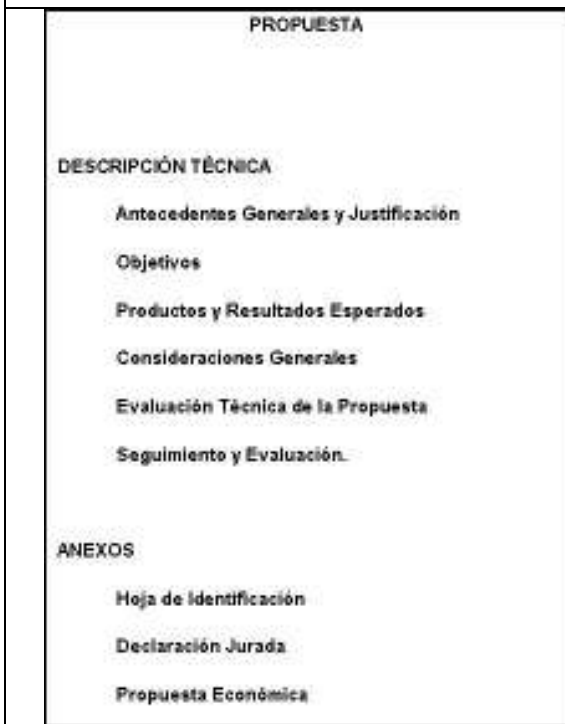 PROPUESTA
DESCRIPCIÓN TÉCNICA
Antecedentes Generales y Justificación
Objetivos
Productos y Resultados Esperados
Consideraciones Generales
Evaluación Técnica de la Propuesta
Seguimiento y Evaluación.
ANEXOS
Hoja de Identificación
Declaración Jurada
Propuesta Económica